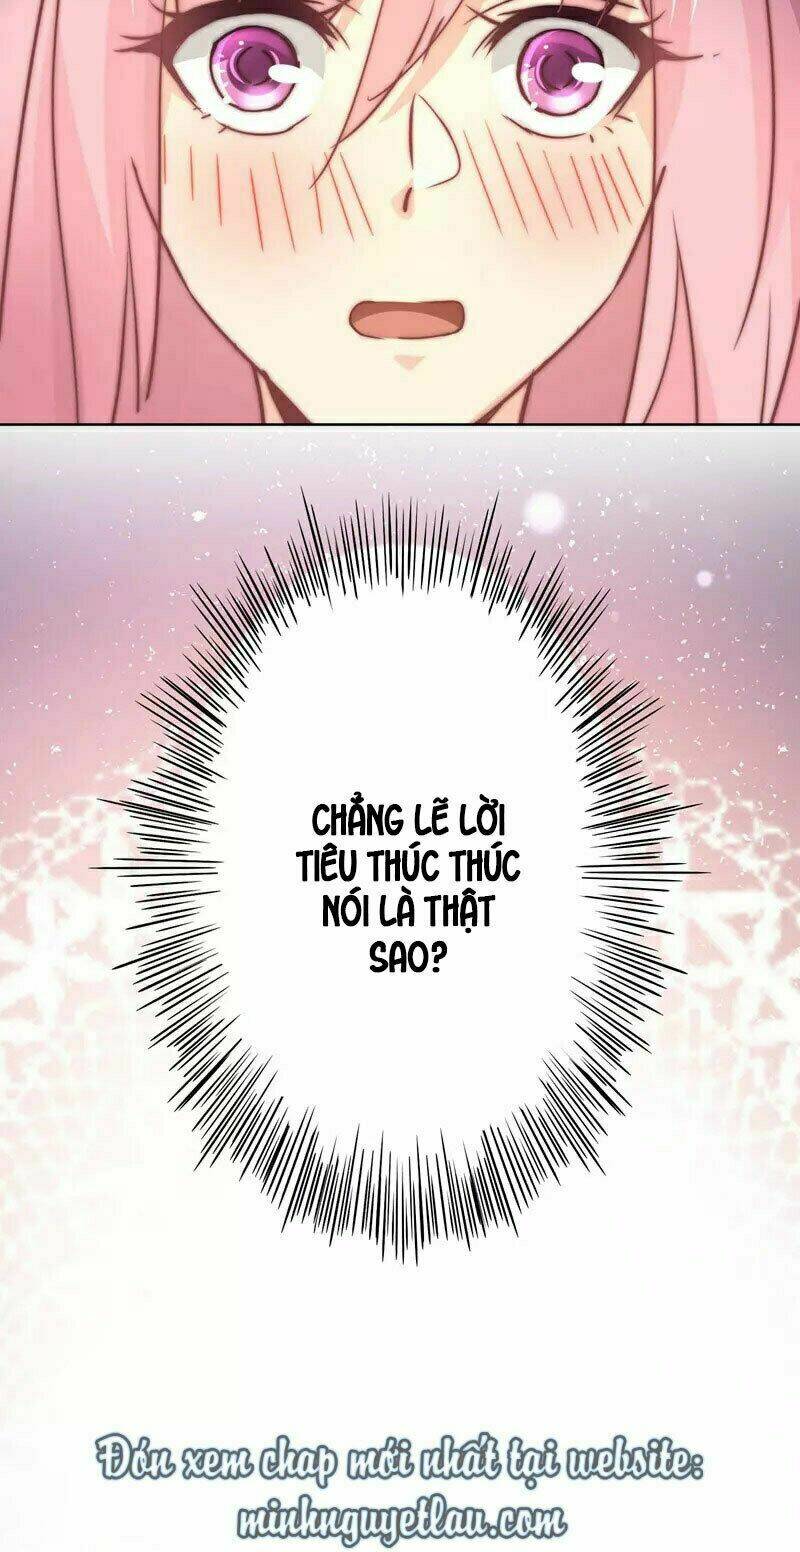 CHẲNG LẼ LỜI
TIÊU THÚC THÚC
NÓI LÀ THẬT
SAO?
Đón xem chap mới nhất tại website:
minhnguyetlau.com